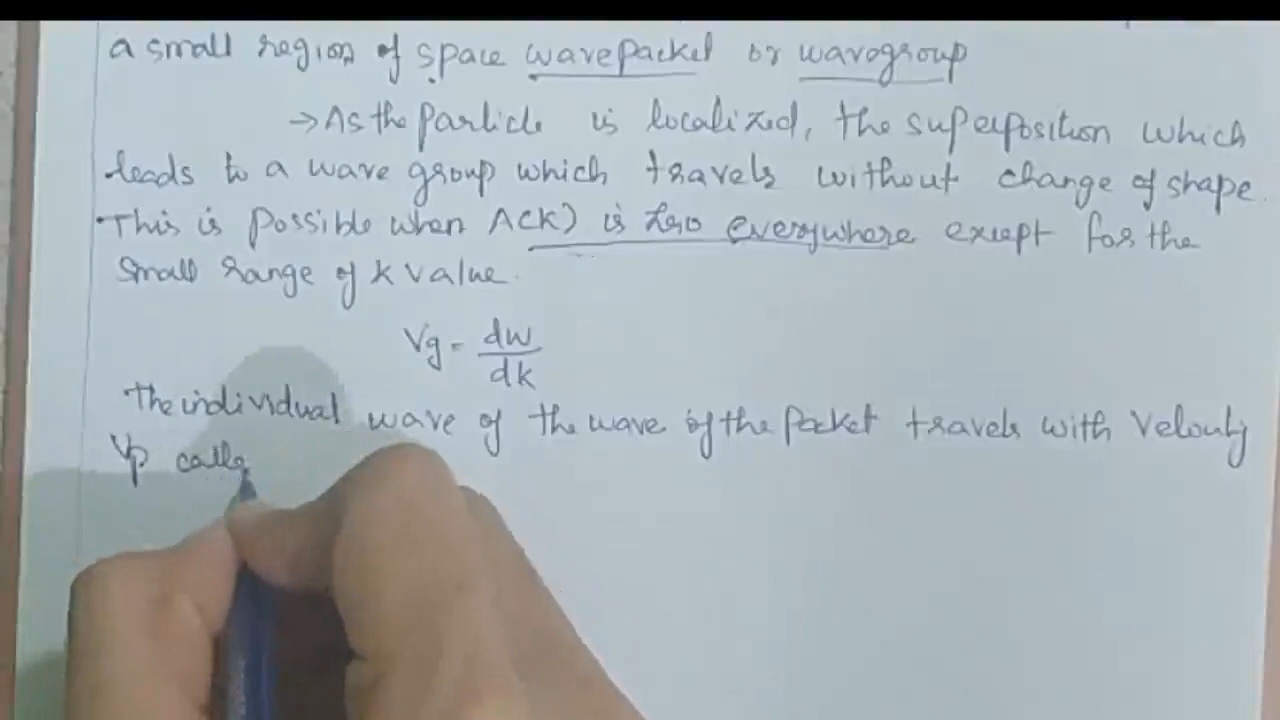 a small region of space wavepacket or wavegroup
→ As the particle is localized, the superposition which
leads to a wave group which travels without change of shape.
This is possible when A(K) is zero everywhere except for the
small range of k value.
Vg = dw/dk
The individual wave of the wave of the packet travels with velocity
Vp calle